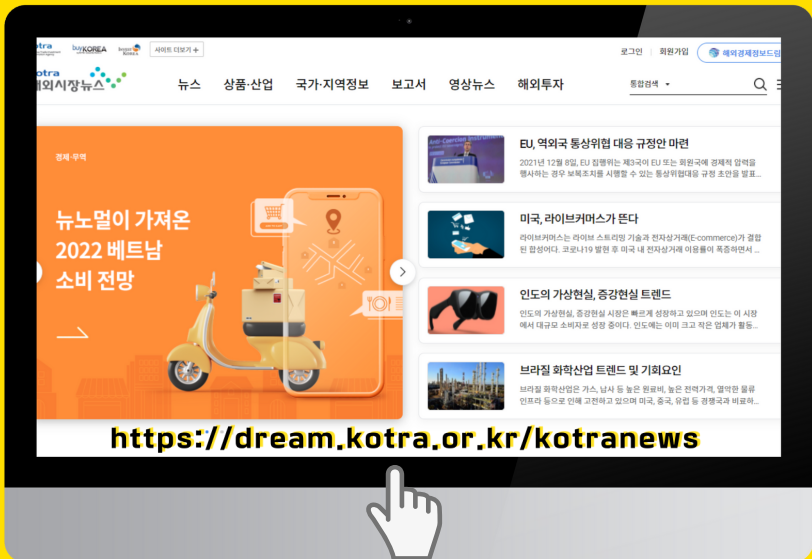 buyKOREA
사이트 더보기 +
로그인
회원가입
해외경제정보드림
해외시장뉴스
뉴스
상품·산업
국가·지역정보
보고서
영상뉴스
해외투자
통합검색
경제·무역
뉴노멀이 가져온
2022 베트남
소비 전망
EU, 역외국 통상위협 대응 규정안 마련
2021년 12월 8일, EU 집행위는 제3국이 EU 또는 회원국에 경제적 압력을
행사하는 경우 보복조치를 시행할 수 있는 통상위협대응 규정 초안을 발표...
미국, 라이브커머스가 뜬다
라이브커머스는 라이브 스트리밍 기술과 전자상거래(E-commerce)가 결합
된 합성어다. 코로나19 발현 후 미국 내 전자상거래 이용률이 폭증하면서 ...
인도의 가상현실, 증강현실 트렌드
인도의 가상현실, 증강현실 시장은 빠르게 성장하고 있으며 인도는 이 시장
에서 대규모 소비자로 성장 중이다. 인도에는 이미 크고 작은 업체가 활동...
브라질 화학산업 트렌드 및 기회요인
브라질 화학산업은 가스, 납사 등 높은 원료비, 높은 전력가격, 열악한 물류
인프라 등으로 인해 고전하고 있으며 미국, 중국, 유럽 등 경쟁국과 비료하...
https://dream.kotra.or.kr/kotranews